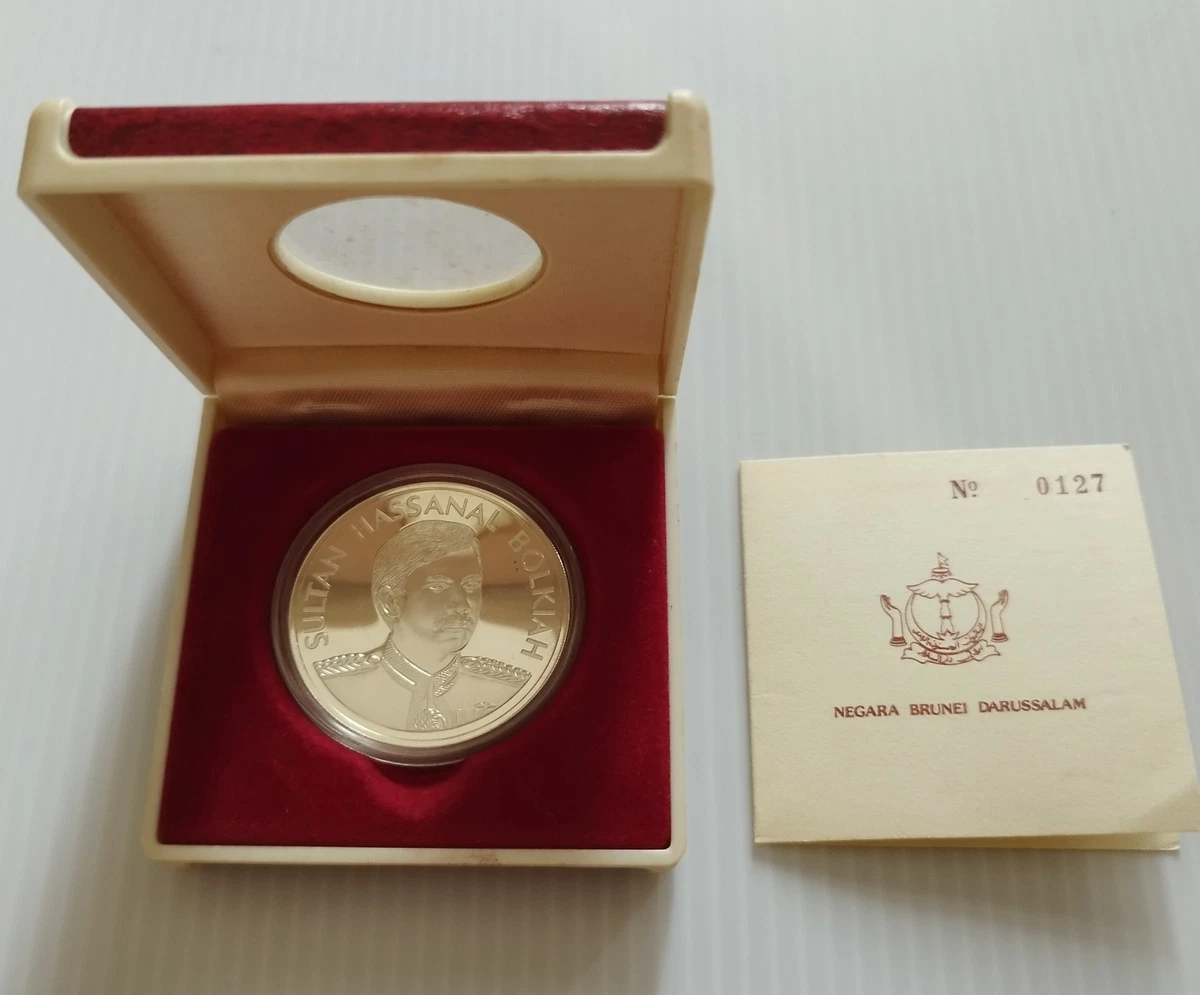 SULTAN HASSANAL BOLKIAH
Nº 0127
NEGARA BRUNEI DARUSSALAM